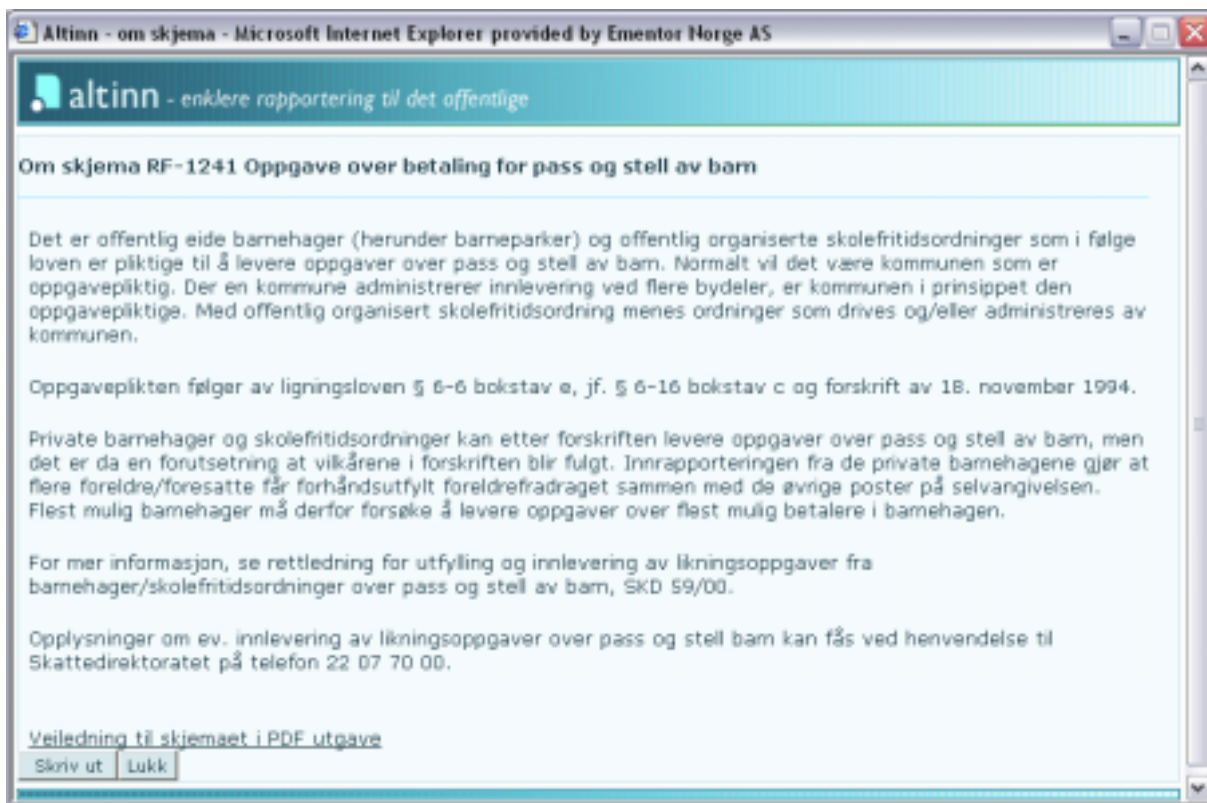 Altinn - om skjema - Microsoft Internet Explorer provided by Ementor Norge AS
altinn - enklere rapportering til det offentlige
Om skjema RF-1241 Oppgave over betaling for pass og stell av barn
Det er offentlig eide barnehager (herunder barneparker) og offentlig organiserte skolefritidsordninger som i følge
loven er pliktige til å levere oppgaver over pass og stell av barn. Normalt vil det være kommunen som er
oppgavepliktig. Der en kommune administrerer innlevering ved flere bydeler, er kommunen i prinsippet den
oppgavepliktige. Med offentlig organisert skolefritidsordning menes ordninger som drives og/eller administreres av
kommunen.
Oppgaveplikten følger av ligningsloven § 6-6 bokstav e, jf. § 6-16 bokstav c og forskrift av 18. november 1994.
Private barnehager og skolefritidsordninger kan etter forskriften levere oppgaver over pass og stell av barn, men
det er da en forutsetning at vilkårene i forskriften blir fulgt. Innrapporteringen fra de private barnehagene gjør at
flere foreldre/foresatte får forhåndsutfylt foreldrefradraget sammen med de øvrige poster på selvangivelsen.
Flest mulig barnehager må derfor forsøke å levere oppgaver over flest mulig betalere i barnehagen.
For mer informasjon, se rettledning for utfylling og innlevering av likningsoppgaver fra
barnehager/skolefritidsordninger over pass og stell av barn, SKD 59/00.
Opplysninger om ev. innlevering av likningsoppgaver over pass og stell barn kan fås ved henvendelse til
Skattedirektoratet på telefon 22 07 70 00.
Veiledning til skjemaet i PDF utgave
Skriv ut Lukk